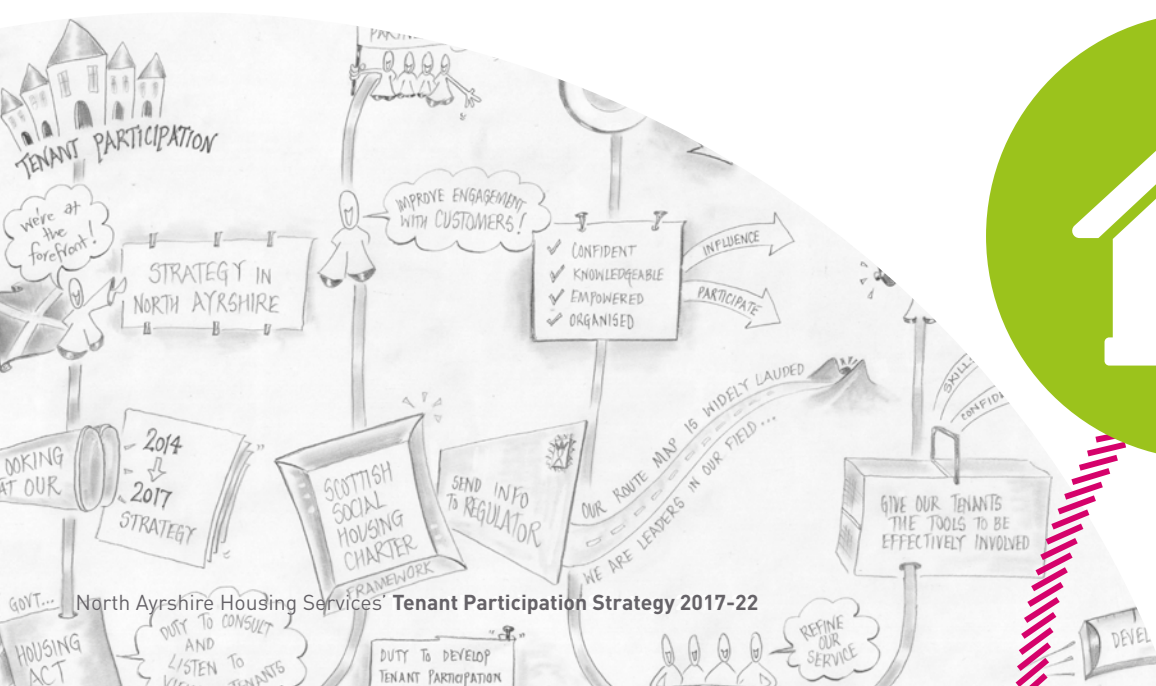 TENANT PARTICIPATION
we're at
the
forefront!
STRATEGY IN
NORTH AYRSHIRE
IMPROVE ENGAGEMENT
WITH CUSTOMERS!
✓ CONFIDENT
✓ KNOWLEDGEABLE
✓ EMPOWERED
✓ ORGANISED
INFLUENCE
PARTICIPATE
OOKING
AT OUR
2014
2017
STRATEGY
SCOTTISH
SOCIAL
HOUSING
CHARTER
FRAMEWORK
SEND INFO
TO REGULATOR
OUR ROUTE MAP IS WIDELY LAUDED
WE ARE LEADERS IN OUR FIELD...
SKILL
CONFID
GIVE OUR TENANTS
THE TOOLS TO BE
EFFECTIVELY INVOLVED
North Ayrshire Housing Services' Tenant Participation Strategy 2017-22
GOVT...
HOUSING
ACT
DUTY TO CONSULT
AND
LISTEN TO
TENANTS
DUTY TO DEVELOP
TENANT PARTICIPATION
REFINE
OUR
SERVICE
DEVEL